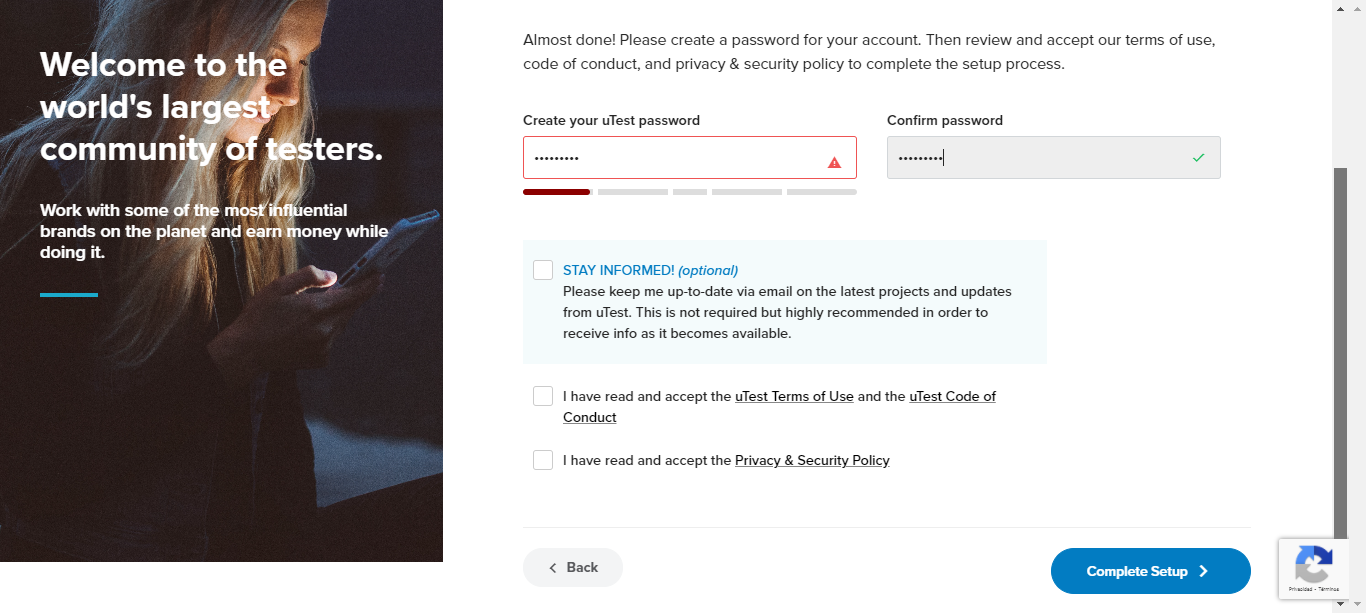 Welcome to the
world's largest
community of testers.
Work with some of the most influential
brands on the planet and earn money while
doing it.
Almost done! Please create a password for your account. Then review and accept our terms of use,
code of conduct, and privacy & security policy to complete the setup process.
Create your uTest password
Confirm password
•••••••••
•••••••••
STAY INFORMED! (optional)
Please keep me up-to-date via email on the latest projects and updates
from uTest. This is not required but highly recommended in order to
receive info as it becomes available.
I have read and accept the uTest Terms of Use and the uTest Code of
Conduct
I have read and accept the Privacy & Security Policy
Back
Complete Setup
Privacidad - Términos